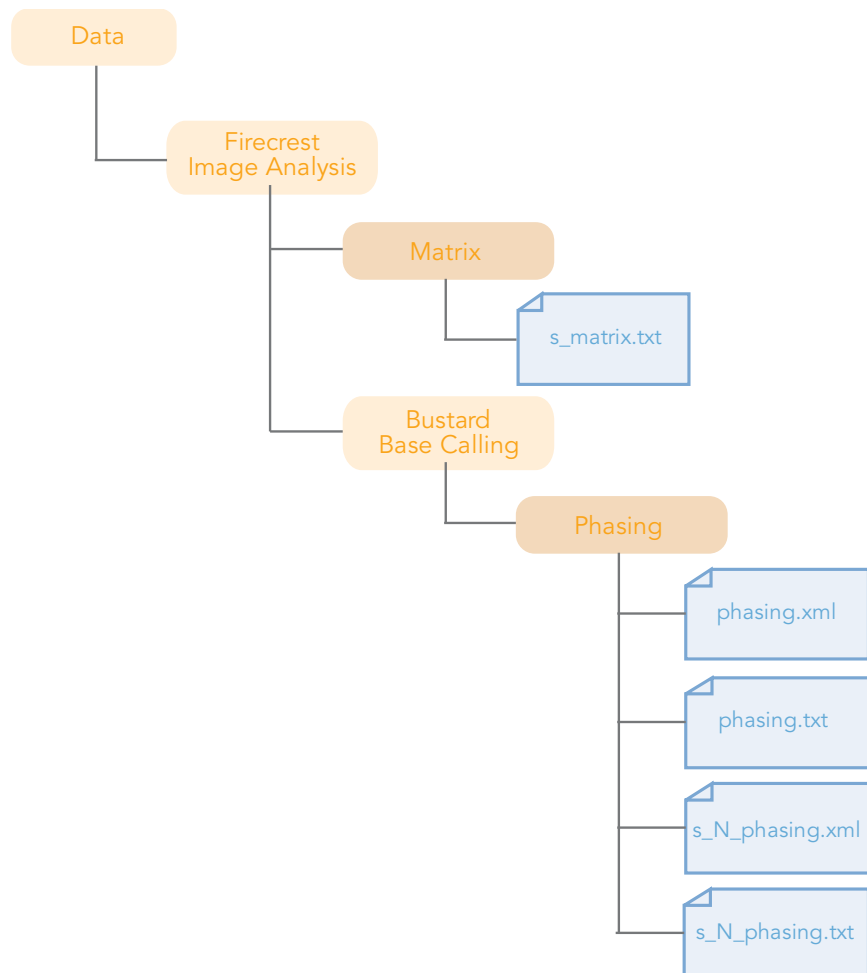 Data
Firecrest
Image Analysis
Matrix
s_matrix.txt
Bustard
Base Calling
Phasing
phasing.xml
phasing.txt
s_N_phasing.xml
s_N_phasing.txt